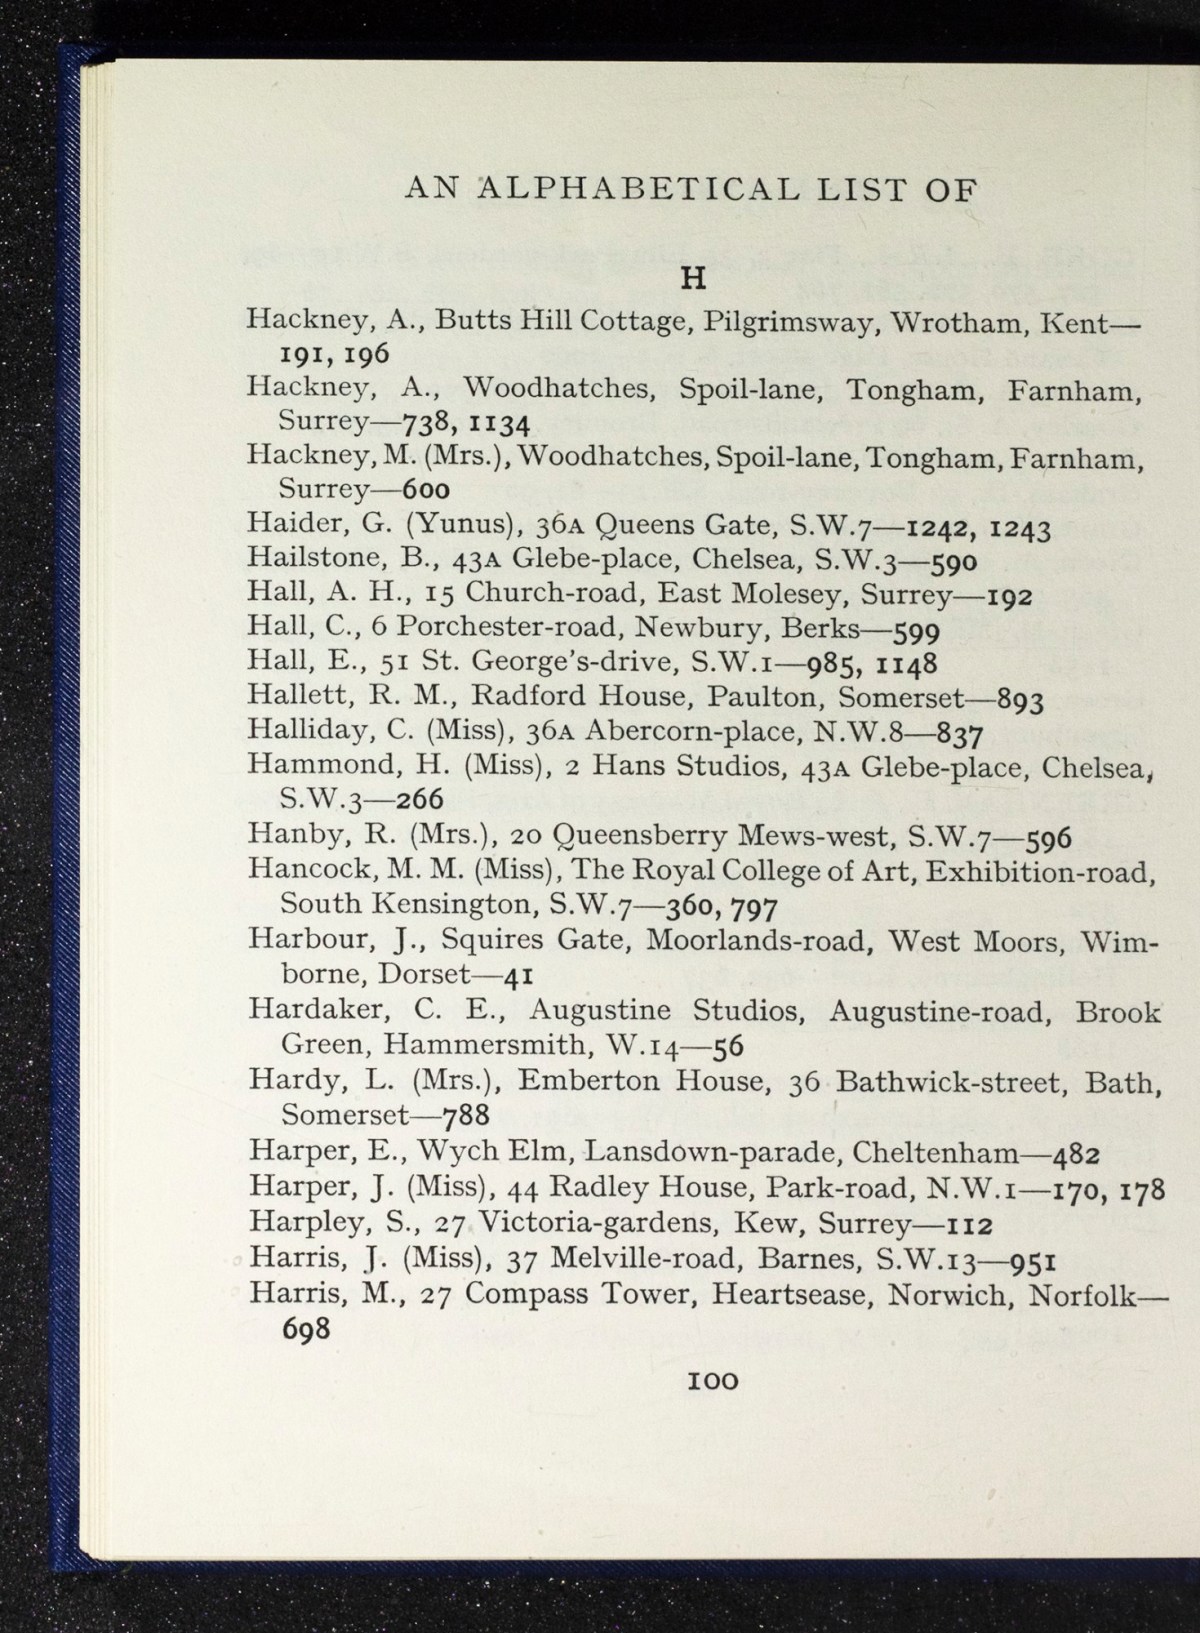 AN ALPHABETICAL LIST OF
H
Hackney, A., Butts Hill Cottage, Pilgrimsway, Wrotham, Kent—
191, 196
Hackney, A., Woodhatches, Spoil-lane, Tongham, Farnham,
Surrey—738, 1134
Hackney, M. (Mrs.), Woodhatches, Spoil-lane, Tongham, Farnham,
Surrey—600
Haider, G. (Yunus), 36A Queens Gate, S.W.7—1242, 1243
Hailstone, B., 43A Glebe-place, Chelsea, S.W.3—590
Hall, A. H., 15 Church-road, East Molesey, Surrey—192
Hall, C., 6 Porchester-road, Newbury, Berks—599
Hall, E., 51 St. George's-drive, S.W.1—985, 1148
Hallett, R. M., Radford House, Paulton, Somerset—893
Halliday, C. (Miss), 36A Abercorn-place, N.W.8—837
Hammond, H. (Miss), 2 Hans Studios, 43A Glebe-place, Chelsea,
S.W.3—266
Hanby, R. (Mrs.), 20 Queensberry Mews-west, S.W.7—596
Hancock, M. M. (Miss), The Royal College of Art, Exhibition-road,
South Kensington, S.W.7—360, 797
Harbour, J., Squires Gate, Moorlands-road, West Moors, Wim-
borne, Dorset—41
Hardaker, C. E., Augustine Studios, Augustine-road, Brook
Green, Hammersmith, W.14—56
Hardy, L. (Mrs.), Emberton House, 36 Bathwick-street, Bath,
Somerset—788
Harper, E., Wych Elm, Lansdown-parade, Cheltenham—482
Harper, J. (Miss), 44 Radley House, Park-road, N.W.1—170, 178
Harpley, S., 27 Victoria-gardens, Kew, Surrey—112
Harris, J. (Miss), 37 Melville-road, Barnes, S.W.13—951
Harris, M., 27 Compass Tower, Heartsease, Norwich, Norfolk—
698
100